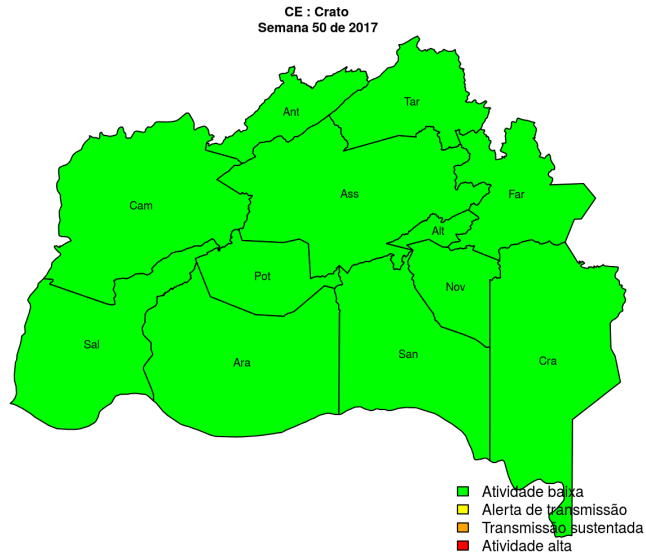 CE : Crato
Semana 50 de 2017
Tar
Ant
Ass
Far
Cam
Alt
Pot
Nov
Sal
San
Cra
Ara
Atividade baixa
Alerta de transmissão
Transmissão sustentada
Atividade alta